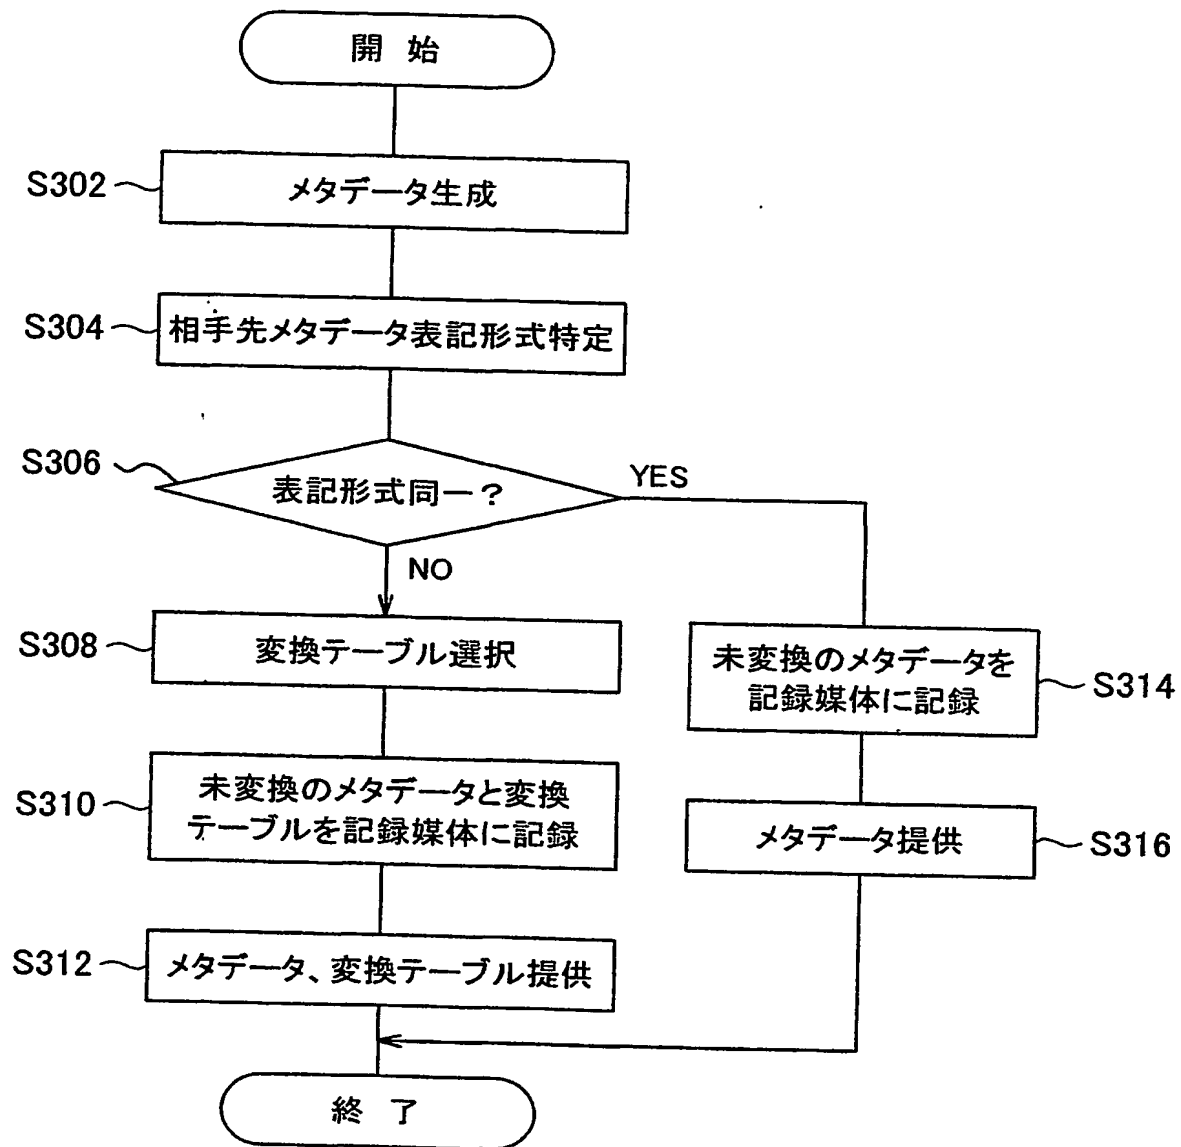 開 始
S302
メタデータ生成
S304
相手先メタデータ表記形式特定
S306
表記形式同一?
YES
NO
S308
変換テーブル選択
未変換のメタデータを
記録媒体に記録
S314
S310
未変換のメタデータと変換
テーブルを記録媒体に記録
メタデータ提供
S316
S312
メタデータ、変換テーブル提供
終 了